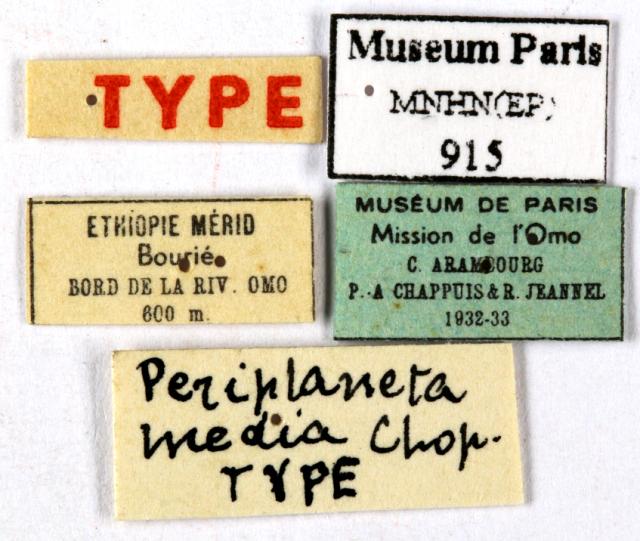 TYPE
Museum Paris
MNHN(EP)
915
ETHIOPIE MÉRID
Bourié
BORD DE LA RIV. OMO
600 m.
MUSÉUM DE PARIS
Mission de l'Omo
C. ARAMBOURG
P.-A CHAPPUIS & R. JEANNEL
1932-33
Periplaneta
media Chop.
TYPE